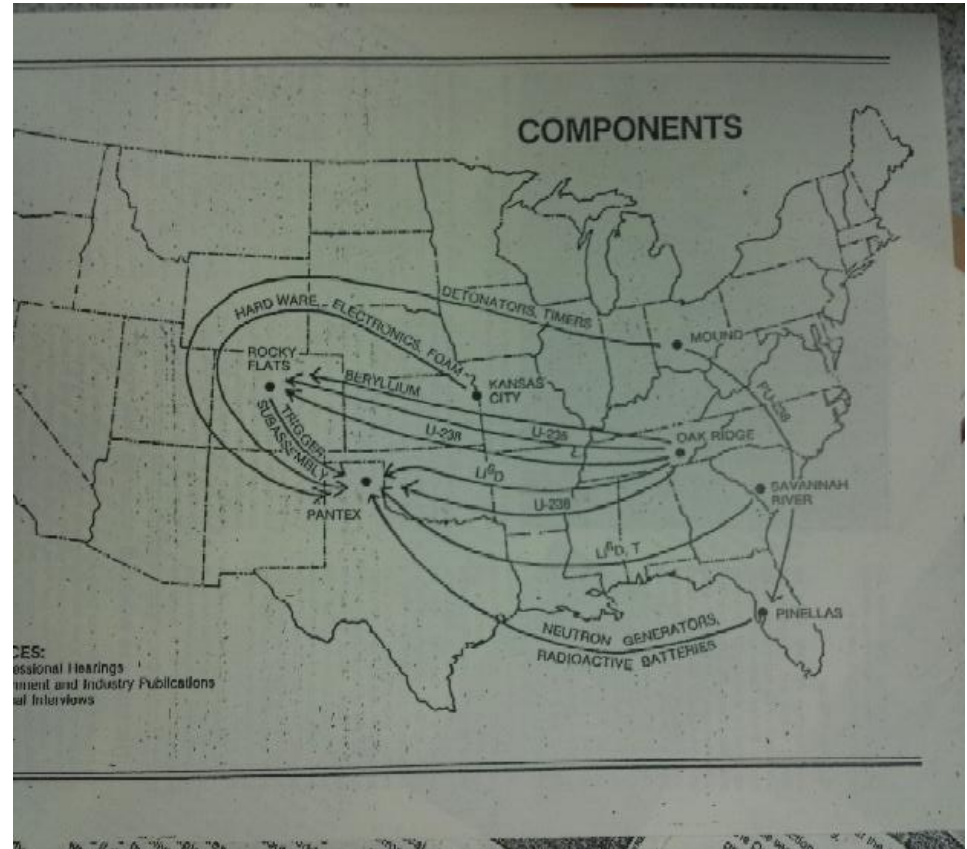 COMPONENTS
DETONATORS, TIMERS
HARD WARE, ELECTRONICS, FOAM
MOUND
ROCKY
FLATS
BERYLLIUM
KANSAS
CITY
PU-238
U-235
OAK RIDGE
U-238
TRIGGER
SUBASSEMBLY
Li⁶D
SAVANNAH
RIVER
PANTEX
U-238
Li⁶D, T
PINELLAS
NEUTRON GENERATORS,
RADIOACTIVE BATTERIES
CES:
essional Hearings
nment and Industry Publications
al Interviews